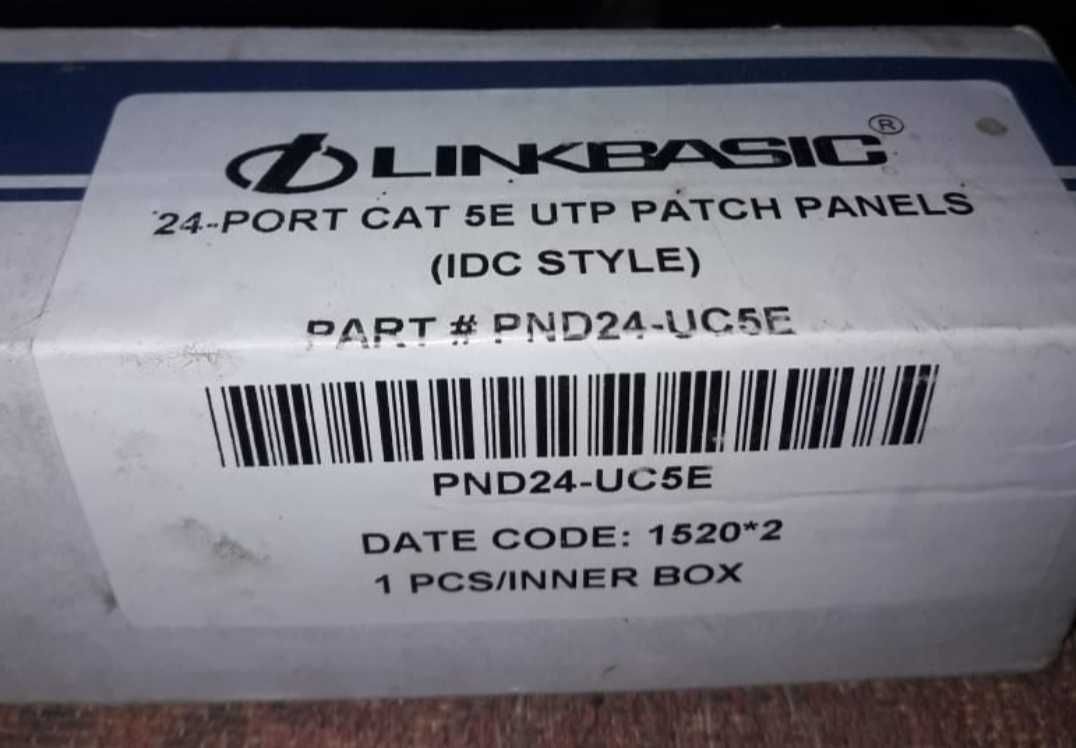 LINKBASIC®
24-PORT CAT 5E UTP PATCH PANELS
(IDC STYLE)
PART # PND24-UC5E
PND24-UC5E
DATE CODE: 1520*2
1 PCS/INNER BOX